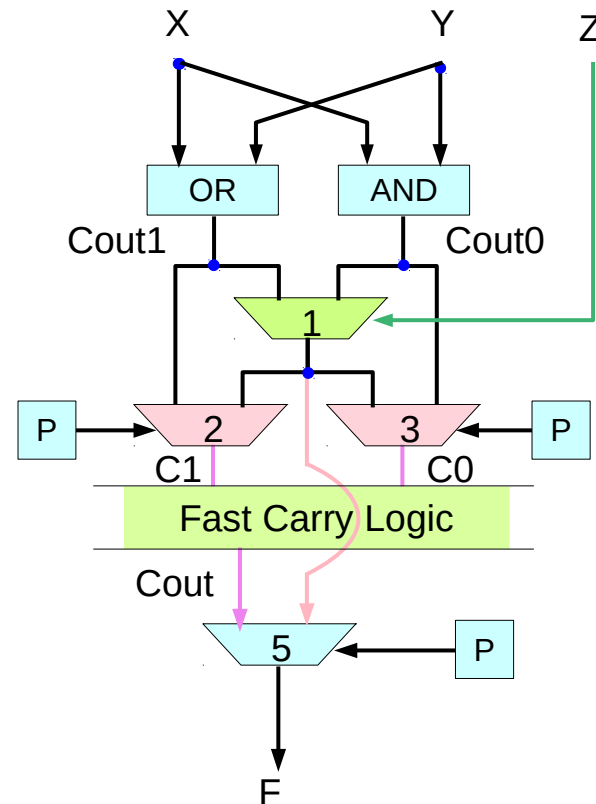 X Y Z
OR AND
Cout1 Cout0
1
P 2 3 P
C1 C0
Fast Carry Logic
Cout
5 P
F